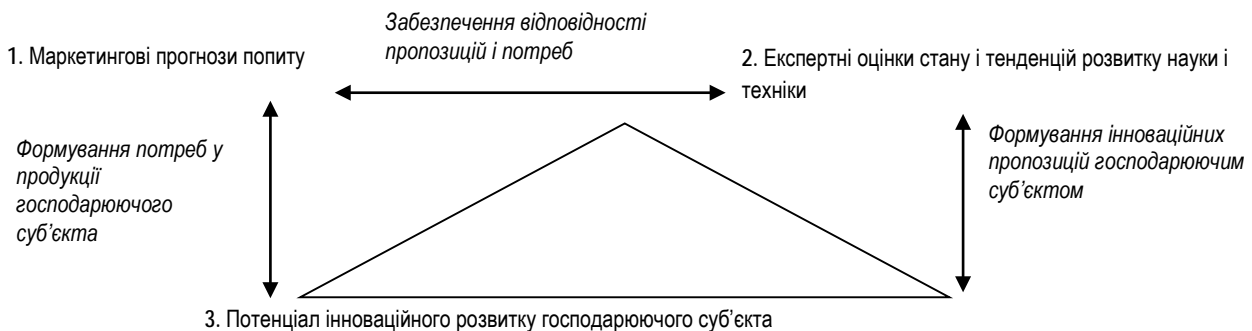 Забезпечення відповідності
пропозицій і потреб
1. Маркетингові прогнози попиту
2. Експертні оцінки стану і тенденцій розвитку науки і
техніки
Формування потреб у
продукції
господарюючого
суб’єкта
Формування інноваційних
пропозицій господарюючим
суб’єктом
3. Потенціал інноваційного розвитку господарюючого суб’єкта